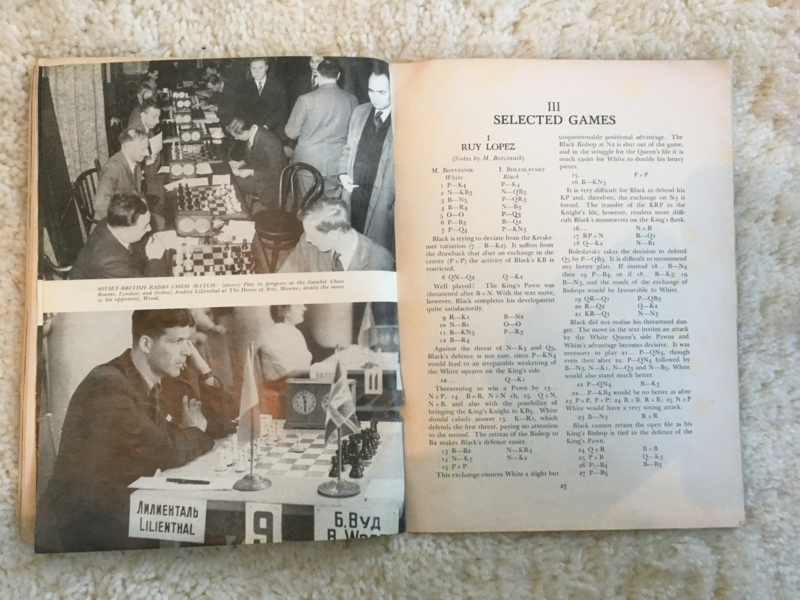 SOVIET-BRITISH RADIO CHESS MATCH: (above) Play in progress at the Gambit Chess
Rooms, London; and (below) Andrey Lilienthal at The House of Arts, Moscow, awaits the move
of his opponent, Wood.
ЛИЛИЕНТАЛЬ
LILIENTHAL
9
Б.ВУД
B. WOOD
III
SELECTED GAMES
1
RUY LOPEZ
(Notes by M. Botvinnik)
M. BOTVINNIK I. BOLESLAVSKY
White Black
1 P—K4 P—K4
2 N—KB3 N—QB3
3 B—N5 P—QR3
4 B—R4 N—B3
5 O—O P—Q3
6 P—B3 B—Q2
7 P—Q4 P—KN3
Black is trying to deviate from the Kecske-
met variation (7... B—K2). It suffers from
the drawback that after an exchange in the
centre (P×P) the activity of Black's KB is
restricted.
8 QN—Q2 Q—K2
Well played! The King's Pawn was
threatened after B×N. With the text move,
however, Black completes his development
quite satisfactorily.
9 R—K1 B—N2
10 N—B1 O—O
11 B—KN5 P—R3
12 B—R4
Against the threat of N—K3 and Q5,
Black's defence is not easy, since P—KN4
would lead to an irreparable weakening of
the White squares on the King's side.
12... Q—K1
Threatening to win a Pawn by 13...
N×P, 14. B×B, N×N ch; 15. Q×N,
N×B, and also with the possibility of
bringing the King's Knight to KB5. White
should calmly answer 13. K—R1, which
defends the first threat, paying no attention
to the second. The retreat of the Bishop to
B2 makes Black's defence easier.
13 B—B2 N—KR4
14 N—K3 N—K2
15 P×P
This exchange ensures White a slight but
unquestionable positional advantage. The
Black Bishop at N2 is shut out of the game,
and in the struggle for the Queen's file it is
much easier for White to double his heavy
pieces.
15... P×P
16 B—KN3
It is very difficult for Black to defend his
KP and, therefore, the exchange on N3 is
forced. The transfer of the KRP to the
Knight's file, however, renders more diffi-
cult Black's manoeuvres on the King's flank.
16... N×B
17 RP×N R—Q1
18 Q—K2 N—B1
Boleslavsky takes the decision to defend
Q5 by P—QB3. It is difficult to recommend
any better plan. If instead 18... B—N4
then 19 P—B4, or if 18... B—K3; 19
B—N3, and the result of the exchange of
Bishops would be favourable to White.
19 QR—Q1 P—QB3
20 R—Q2 Q—K2
21 KR—Q1 N—N3
Black did not realise his threatened dan-
ger. The move in the text invites an attack
by the White Queen's side Pawns and
White's advantage becomes decisive. It was
necessary to play 21... P—QN4, though
even then after 22. P—QN4 followed by
B—N3, N—K1, N—Q3 and N—B5, White
would also stand much better.
22 P—QN4 B—K3
22... P—KB4 would be no better as after
23 P×P, P×P; 24 R×R, R×R; 25 N×P
White would have a very strong attack.
23 B—N3 R×R
Black cannot retain the open file as his
King's Bishop is tied to the defence of the
King's Pawn.
24 Q×R B×B
25 P×B Q—K3
26 P—B4 B—B3
27 P—B5
27